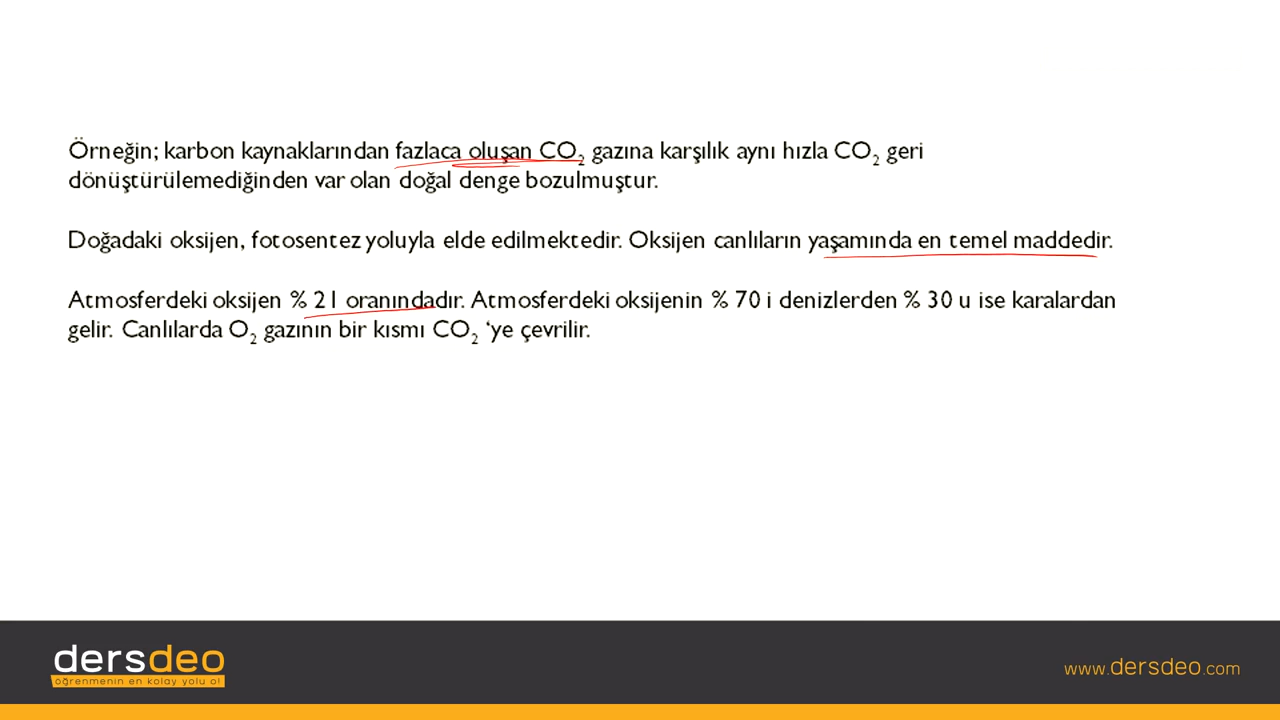 Örneğin; karbon kaynaklarından fazlaca oluşan CO₂ gazına karşılık aynı hızla CO₂ geri
dönüştürülemediğinden var olan doğal denge bozulmuştur.
Doğadaki oksijen, fotosentez yoluyla elde edilmektedir. Oksijen canlıların yaşamında en temel maddedir.
Atmosferdeki oksijen % 21 oranındadır. Atmosferdeki oksijenin % 70 i denizlerden % 30 u ise karalardan
gelir. Canlılarda O₂ gazının bir kısmı CO₂ ‘ye çevrilir.
dersdeo
öğrenmenin en kolay yolu o!
www.dersdeo.com